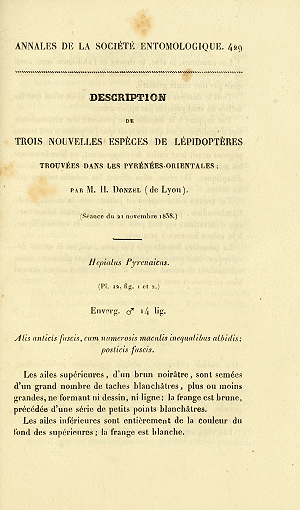 ANNALES DE LA SOCIÉTÉ ENTOMOLOGIQUE. 429
DESCRIPTION
DE
TROIS NOUVELLES ESPÈCES DE LÉPIDOPTÈRES
TROUVÉES DANS LES PYRÉNÉES-ORIENTALES;
PAR M. H. DONZEL (de Lyon).
(Séance du 21 novembre 1838.)
Hepialus Pyrenaicus.
(Pl. 12, fig. 1 et 2.)
Enverg. ♂ 14 lig.
Alis anticis fuscis, cum numerosis maculis inequalibus albidis;
posticis fuscis.
Les ailes supérieures, d'un brun noirâtre, sont semées
d'un grand nombre de taches blanchâtres, plus ou moins
grandes, ne formant ni dessin, ni ligne; la frange est brune,
précédée d'une série de petits points blanchâtres.
Les ailes inférieures sont entièrement de la couleur du
fond des supérieures; la frange est blanche.